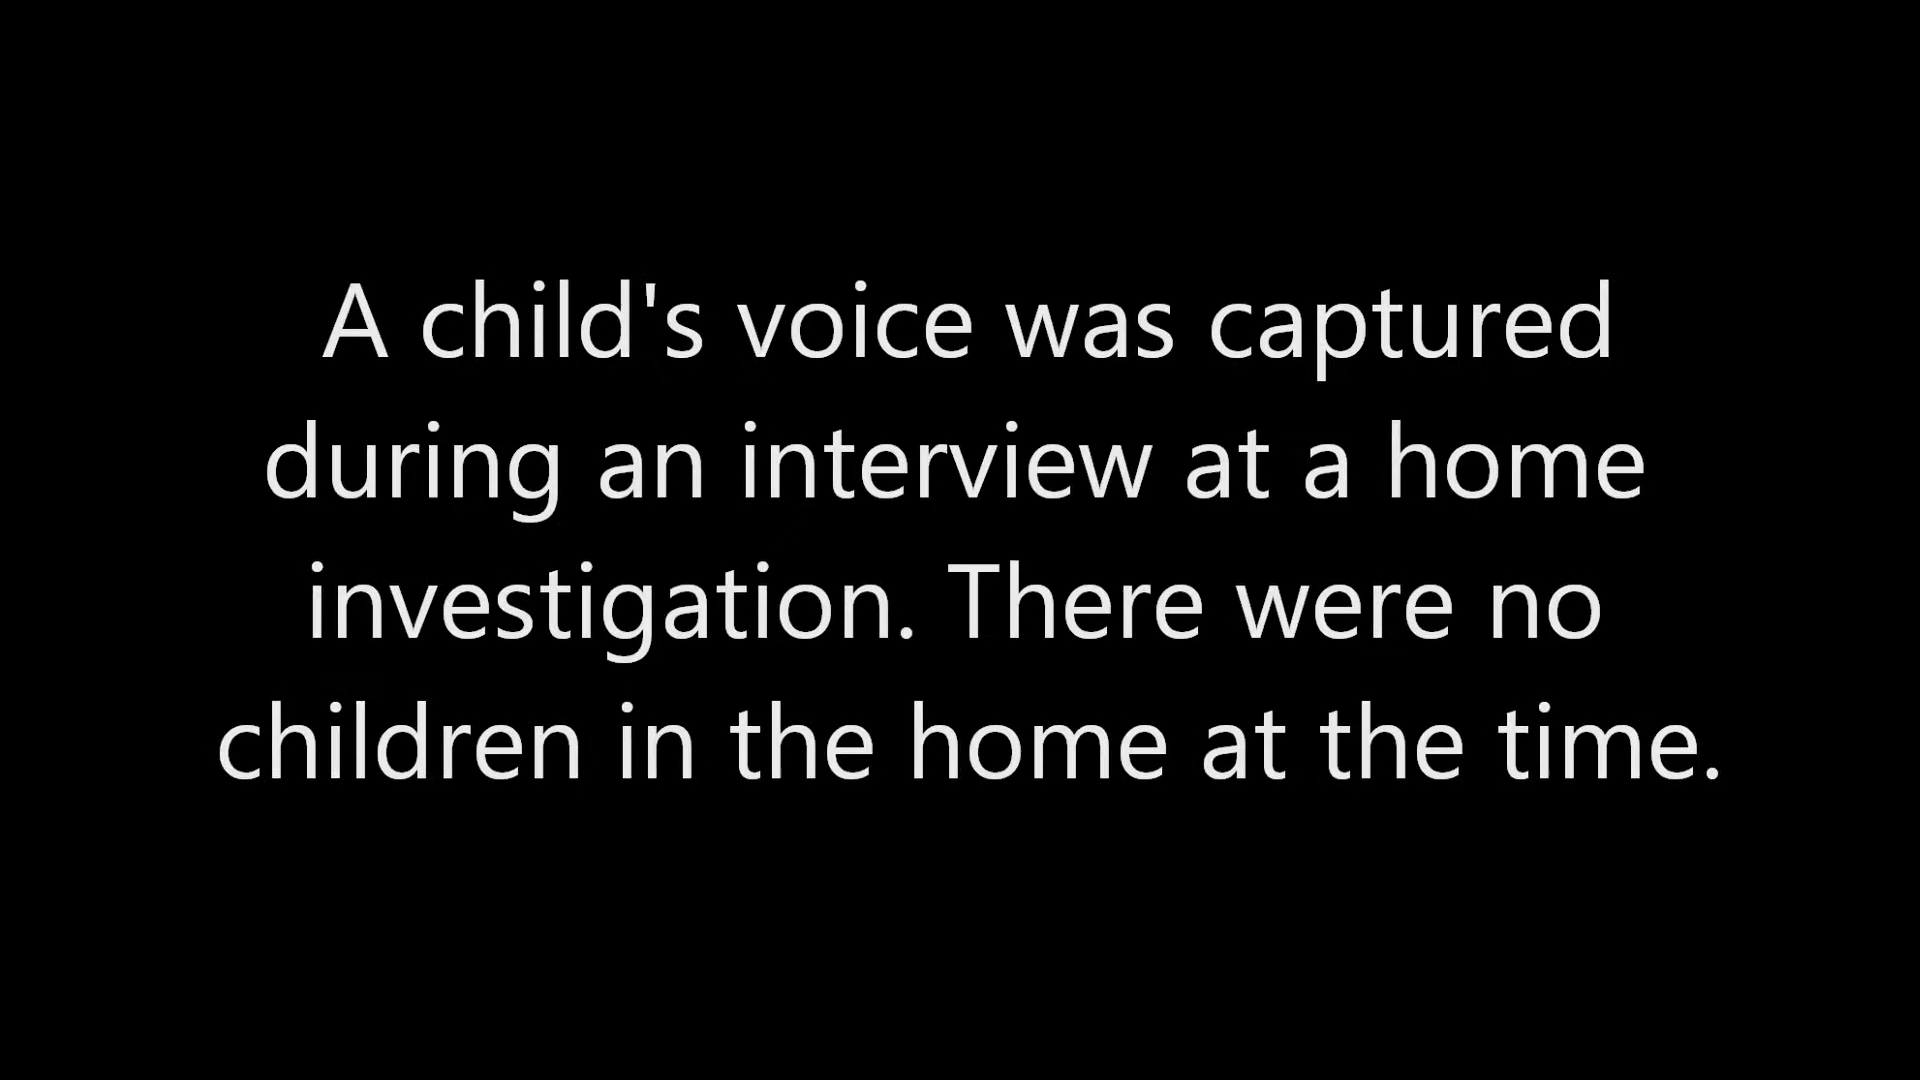 A child's voice was captured
during an interview at a home
investigation. There were no
children in the home at the time.